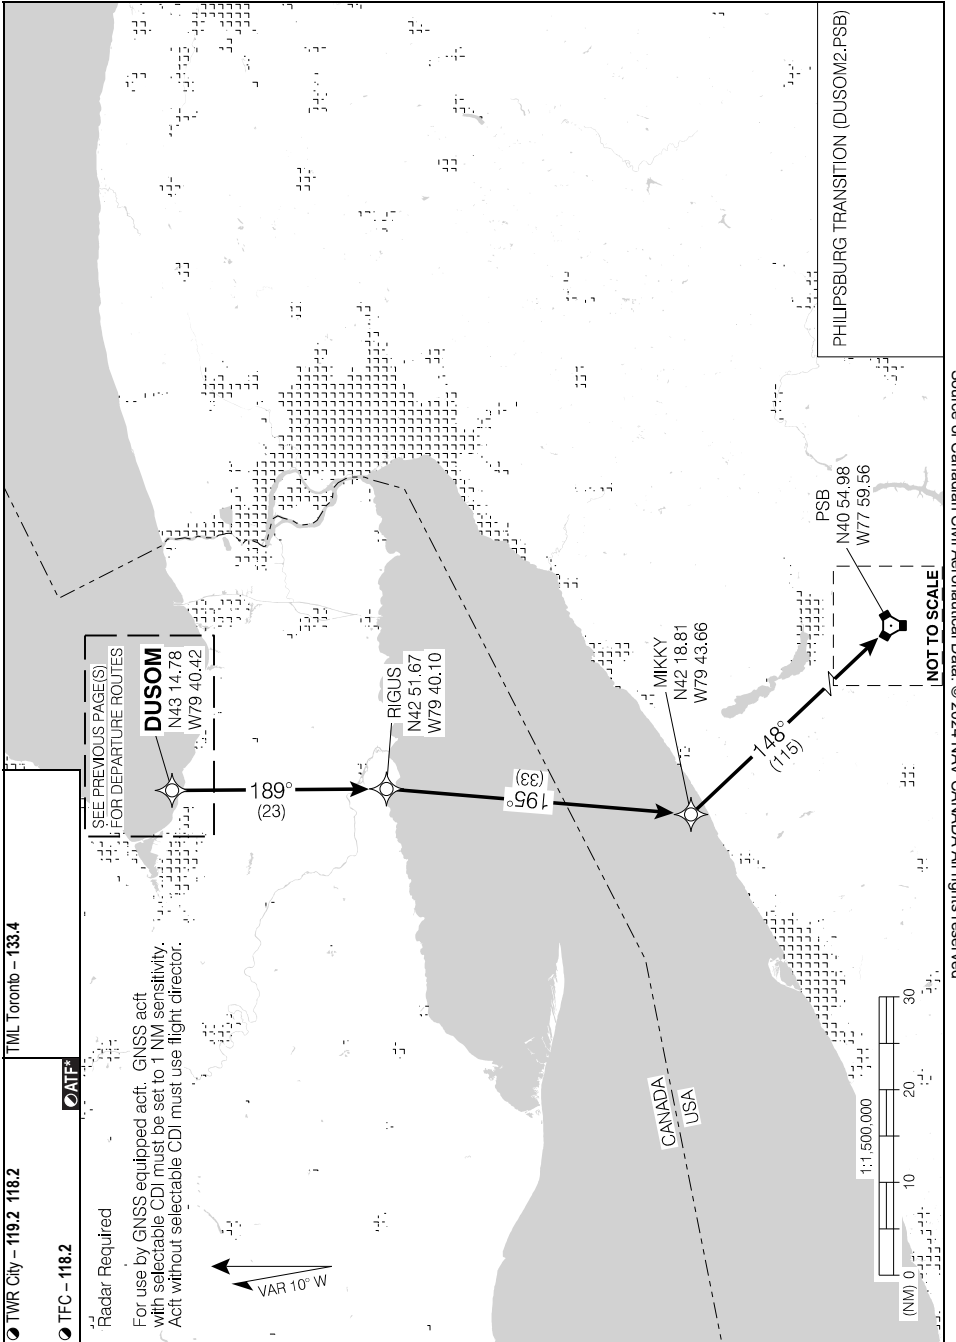 TWR City – 119.2 118.2
TML Toronto – 133.4
TFC – 118.2
ATF*
Radar Required
For use by GNSS equipped acft. GNSS acft
with selectable CDI must be set to 1 NM sensitivity.
Acft without selectable CDI must use flight director.
VAR 10° W
SEE PREVIOUS PAGE(S)
FOR DEPARTURE ROUTES
DUSOM
N43 14.78
W79 40.42
189°
(23)
RIGUS
N42 51.67
W79 40.10
195°
(33)
MIKKY
N42 18.81
W79 43.66
148°
(115)
PSB
N40 54.98
W77 59.56
NOT TO SCALE
CANADA
USA
1:1,500,000
(NM) 0 10 20 30
PHILIPSBURG TRANSITION (DUSOM2.PSB)
Source of Canadian Civil Aeronautical Data: © 2024 NAV CANADA All rights reserved